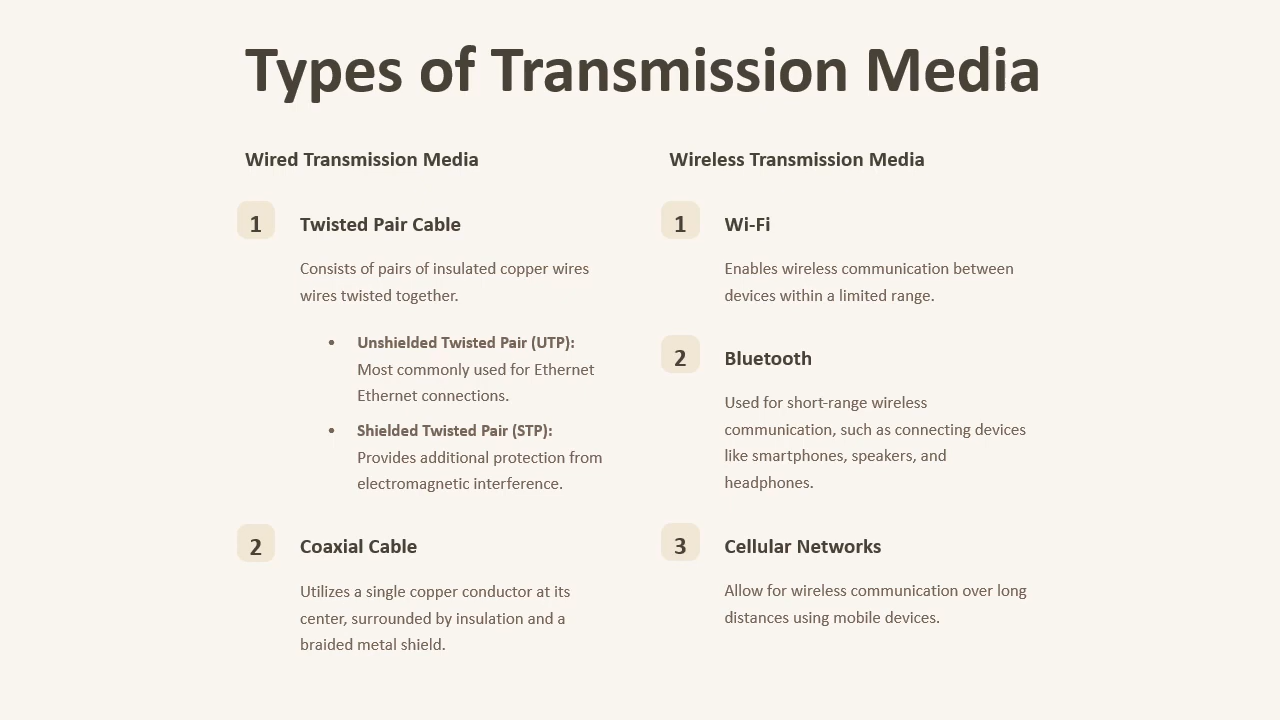 Types of Transmission Media
Wired Transmission Media
1
Twisted Pair Cable
Consists of pairs of insulated copper wires
wires twisted together.
• Unshielded Twisted Pair (UTP):
Most commonly used for Ethernet
Ethernet connections.
• Shielded Twisted Pair (STP):
Provides additional protection from
electromagnetic interference.
2
Coaxial Cable
Utilizes a single copper conductor at its
center, surrounded by insulation and a
braided metal shield.
Wireless Transmission Media
1
Wi-Fi
Enables wireless communication between
devices within a limited range.
2
Bluetooth
Used for short-range wireless
communication, such as connecting devices
like smartphones, speakers, and
headphones.
3
Cellular Networks
Allow for wireless communication over long
distances using mobile devices.